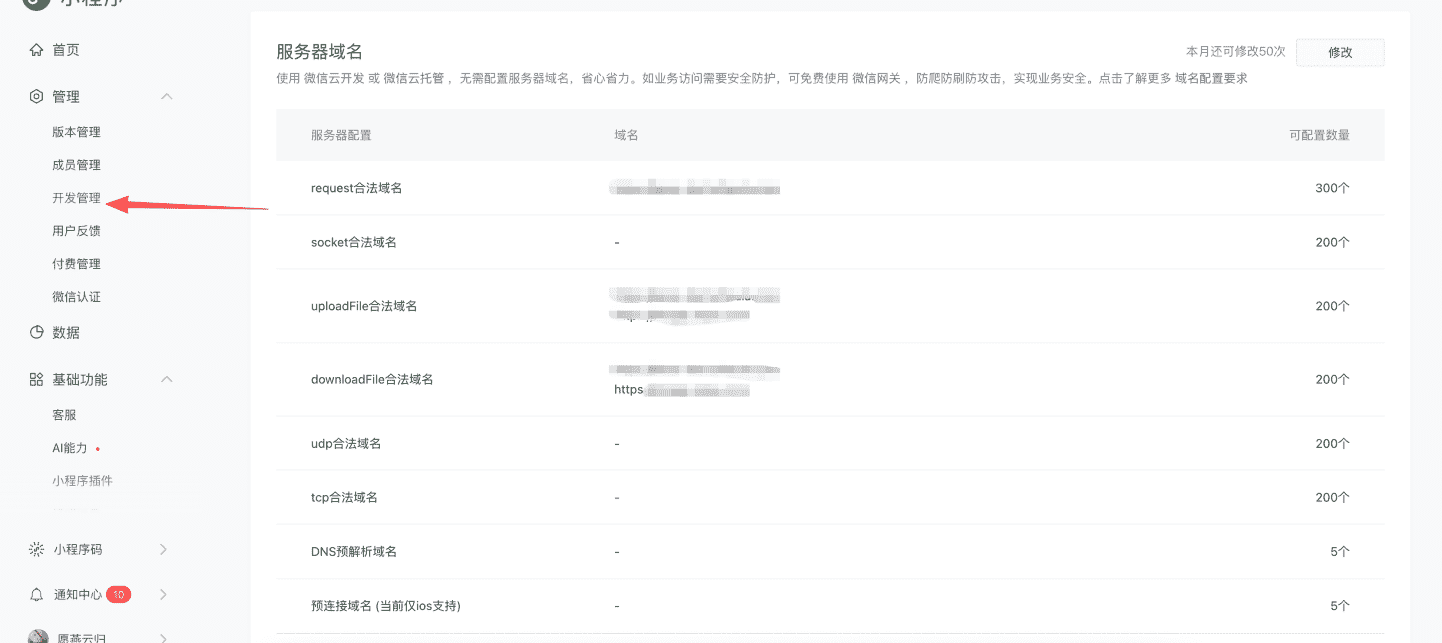 小程序
首页
管理
版本管理
成员管理
开发管理
用户反馈
付费管理
微信认证
数据
基础功能
客服
AI能力
小程序插件
小程序码
通知中心 10
愿燕云归
服务器域名
本月还可修改50次 修改
使用 微信云开发 或 微信云托管 ，无需配置服务器域名，省心省力。如业务访问需要安全防护，可免费使用 微信网关 ，防爬防刷防攻击，实现业务安全。点击了解更多 域名配置要求
服务器配置 域名 可配置数量
request合法域名 300个
socket合法域名 - 200个
uploadFile合法域名 200个
downloadFile合法域名 https 200个
udp合法域名 - 200个
tcp合法域名 - 200个
DNS预解析域名 - 5个
预连接域名 (当前仅ios支持) - 5个